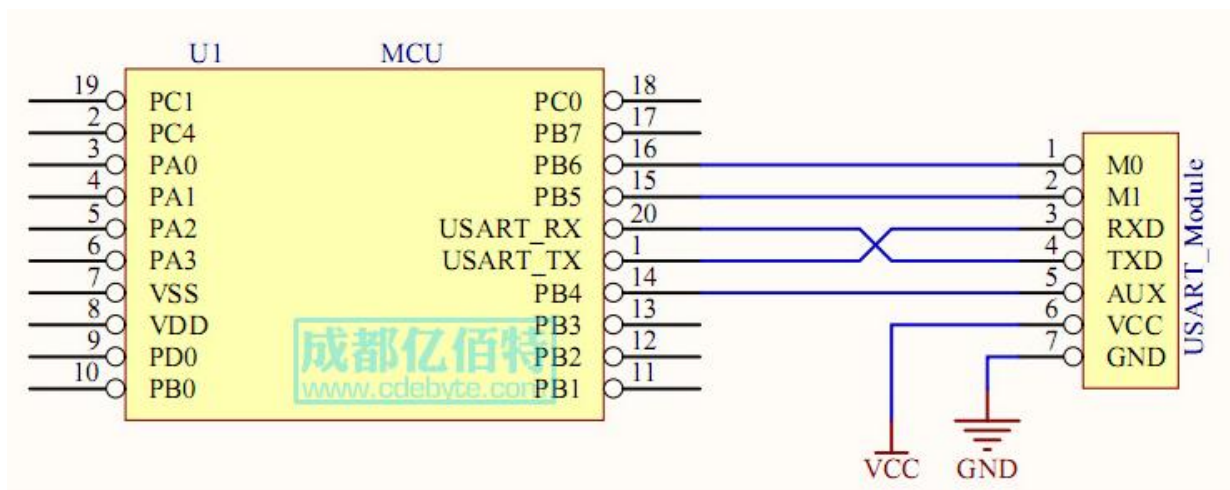 U1 MCU
19 PC1 PC0 18
2 PC4 PB7 17
3 PA0 PB6 16 1 M0
4 PA1 PB5 15 2 M1
5 PA2 USART_RX 20 3 RXD
6 PA3 USART_TX 1 4 TXD
7 VSS PB4 14 5 AUX
8 VDD PB3 13 6 VCC
9 PD0 PB2 12 7 GND
10 PB0 PB1 11
USART_Module
成都亿佰特
www.cdebyte.com
VCC GND